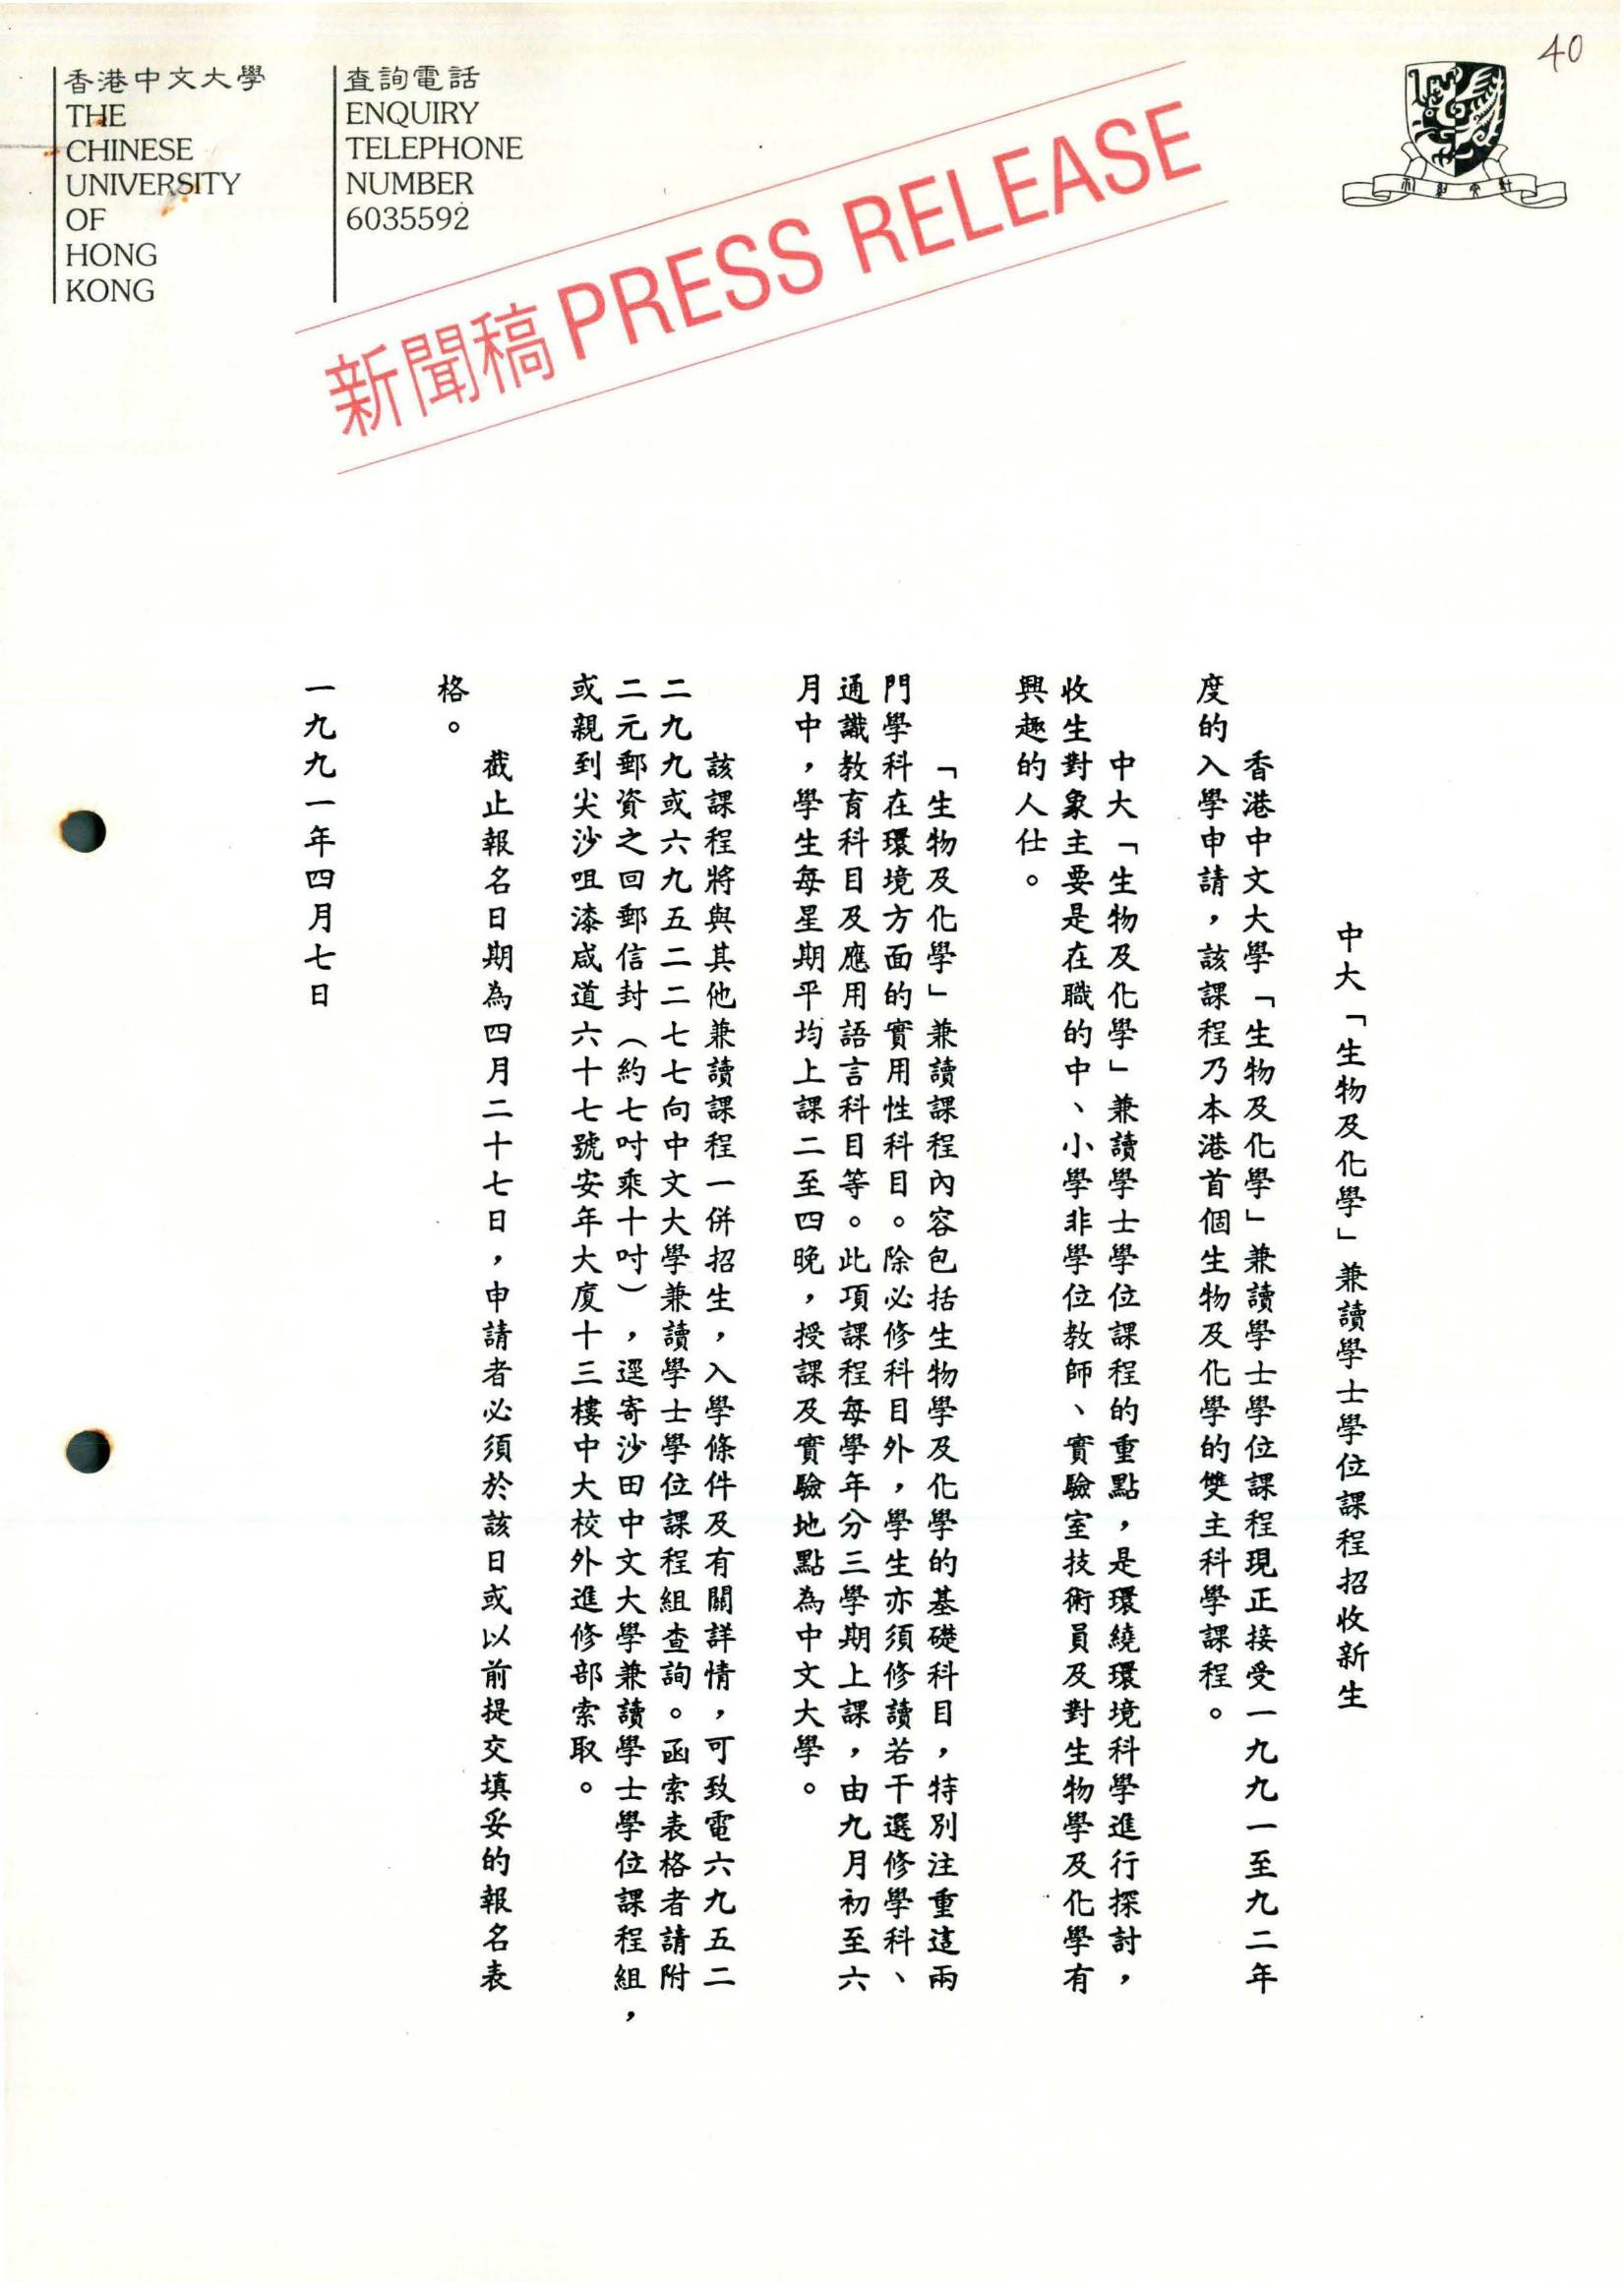 40
香港中文大學
THE
CHINESE
UNIVERSITY
OF
HONG
KONG
查詢電話
ENQUIRY
TELEPHONE
NUMBER
6035592
新聞稿 PRESS RELEASE
中大「生物及化學」兼讀學士學位課程招收新生
香港中文大學「生物及化學」兼讀學士學位課程現正接受一九九一至九二年
度的入學申請，該課程乃本港首個生物及化學的雙主科學課程。
中大「生物及化學」兼讀學士學位課程的重點，是環繞環境科學進行探討，
收生對象主要是在職的中、小學非學位教師、實驗室技術員及對生物學及化學有
興趣的人仕。
「生物及化學」兼讀課程內容包括生物學及化學的基礎科目，特別注重這兩
門學科在環境方面的實用性科目。除必修科目外，學生亦須修讀若干選修學科、
通識教育科目及應用語言科目等。此項課程每學年分三學期上課，由九月初至六
月中，學生每星期平均上課二至四晚，授課及實驗地點為中文大學。
該課程將與其他兼讀課程一併招生，入學條件及有關詳情，可致電六九五二
二九九或六九五二二七七向中文大學兼讀學士學位課程組查詢。函索表格者請附
二元郵資之回郵信封（約七吋乘十吋），逕寄沙田中文大學兼讀學士學位課程組，
或親到尖沙咀漆咸道六十七號安年大廈十三樓中大校外進修部索取。
截止報名日期為四月二十七日，申請者必須於該日或以前提交填妥的報名表
格。
一九九一年四月七日